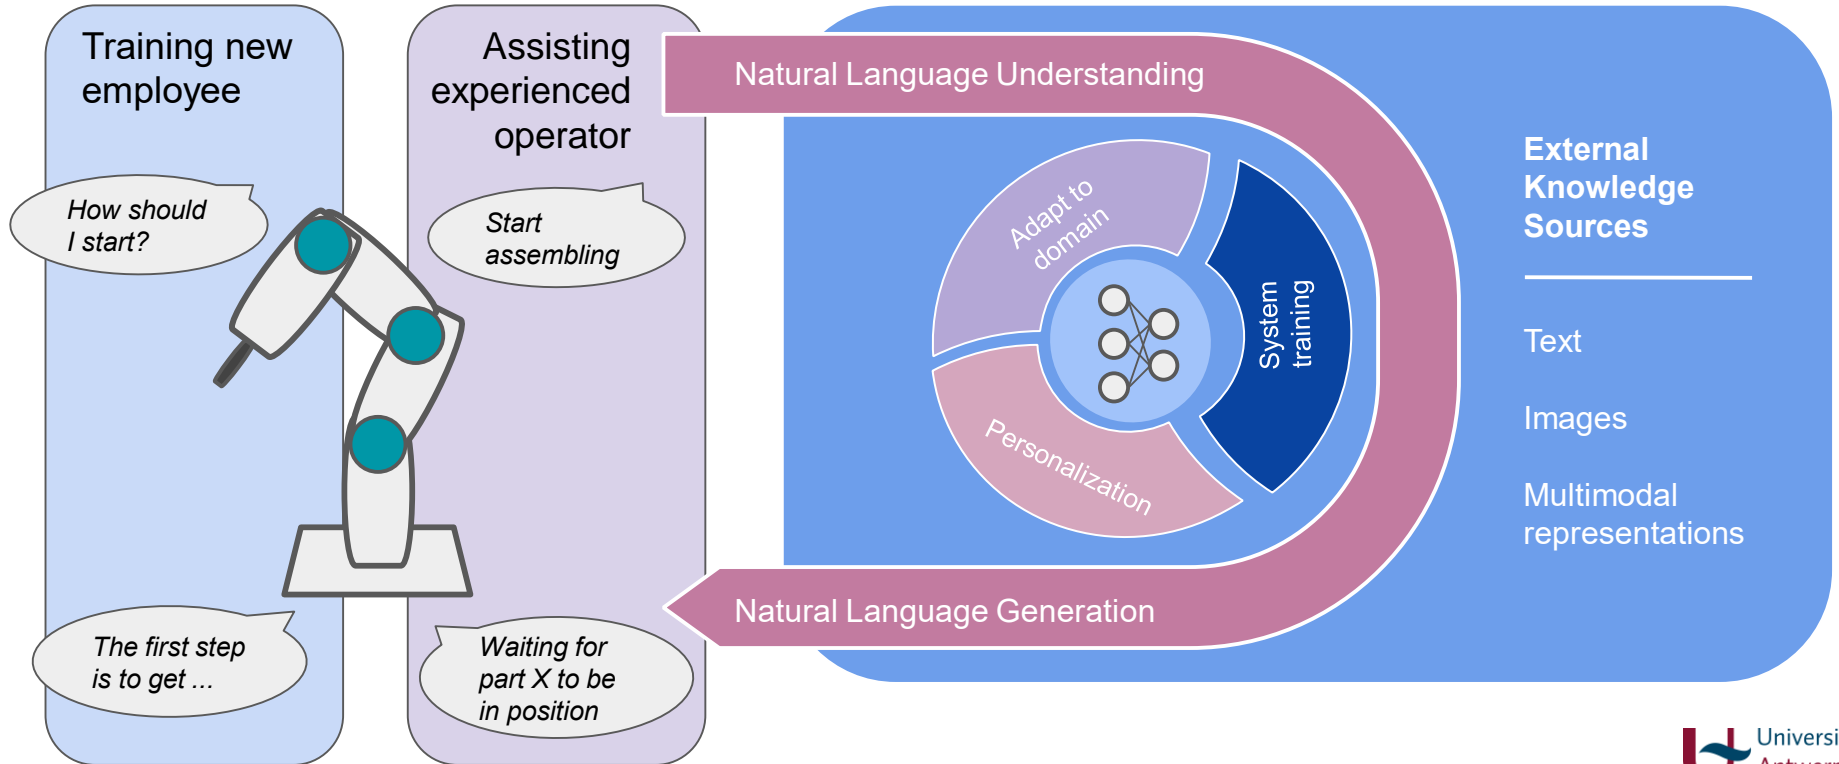 Training new
employee
How should
I start?
The first step
is to get ...
Assisting
experienced
operator
Start
assembling
Waiting for
part X to be
in position
Natural Language Understanding
Adapt to
domain
System
training
Personalization
Natural Language Generation
External
Knowledge
Sources
Text
Images
Multimodal
representations
Universi